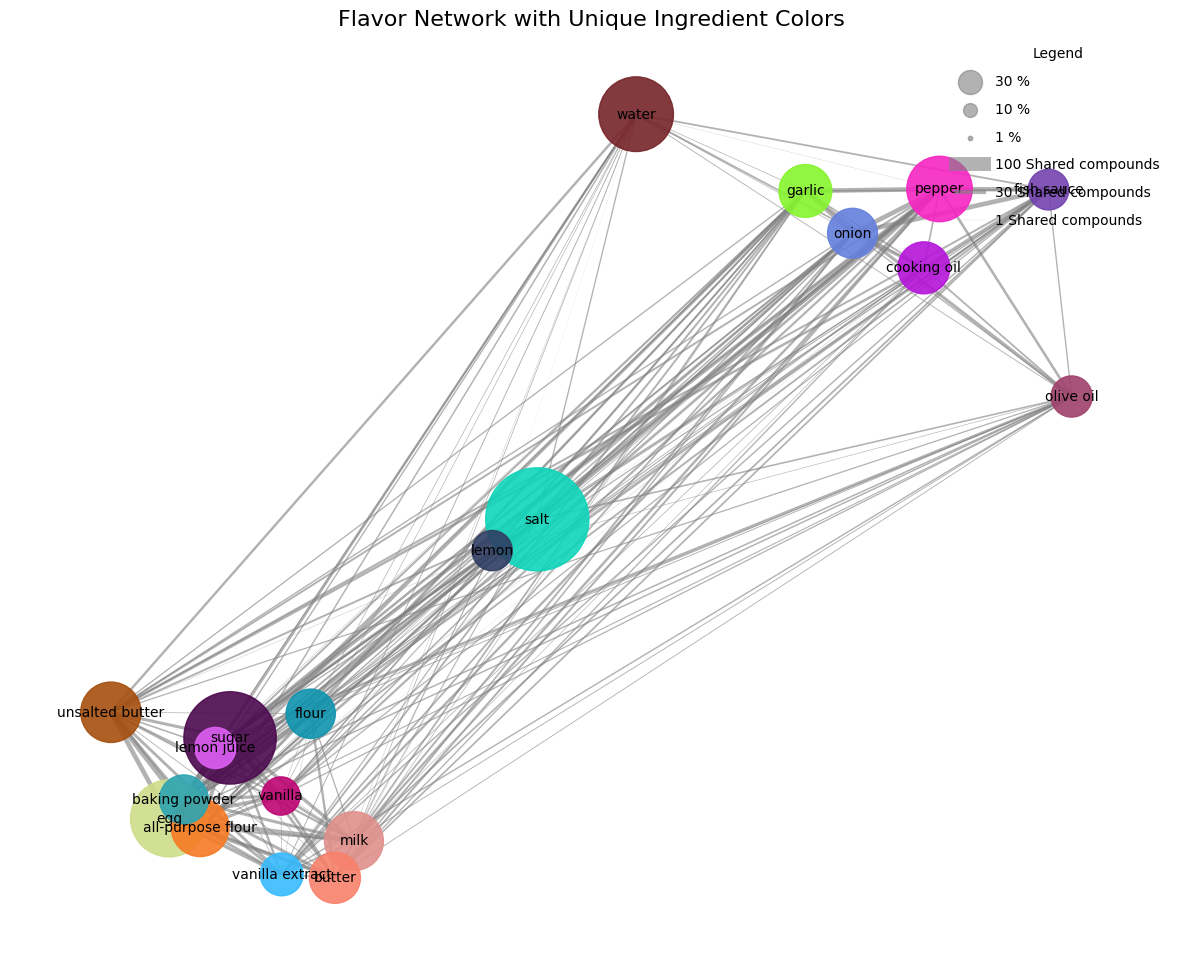 Flavor Network with Unique Ingredient Colors
Legend
30 %
10 %
1 %
100 Shared compounds
30 Shared compounds
1 Shared compounds
water
garlic
pepper
fish sauce
onion
cooking oil
olive oil
salt
lemon
unsalted butter
flour
sugar
lemon juice
baking powder
vanilla
egg
all-purpose flour
milk
vanilla extract
butter